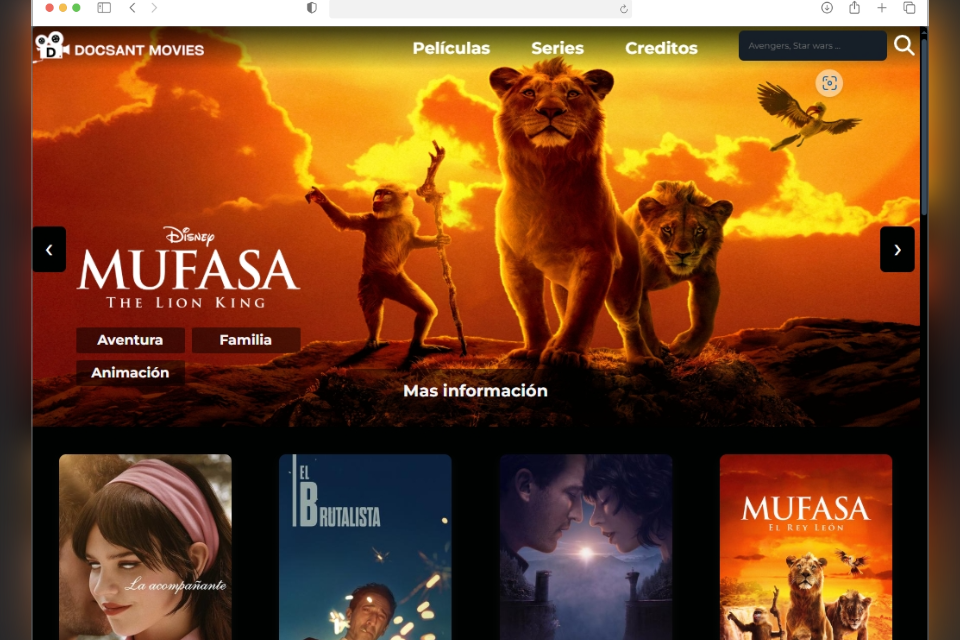 D DOCSANT MOVIES
Películas Series Creditos
Avengers, Star wars ...
Disney
MUFASA
THE LION KING
Aventura Familia
Animación
Mas información
La acompañante
EL
BRUTALISTA
MUFASA
EL REY LEÓN